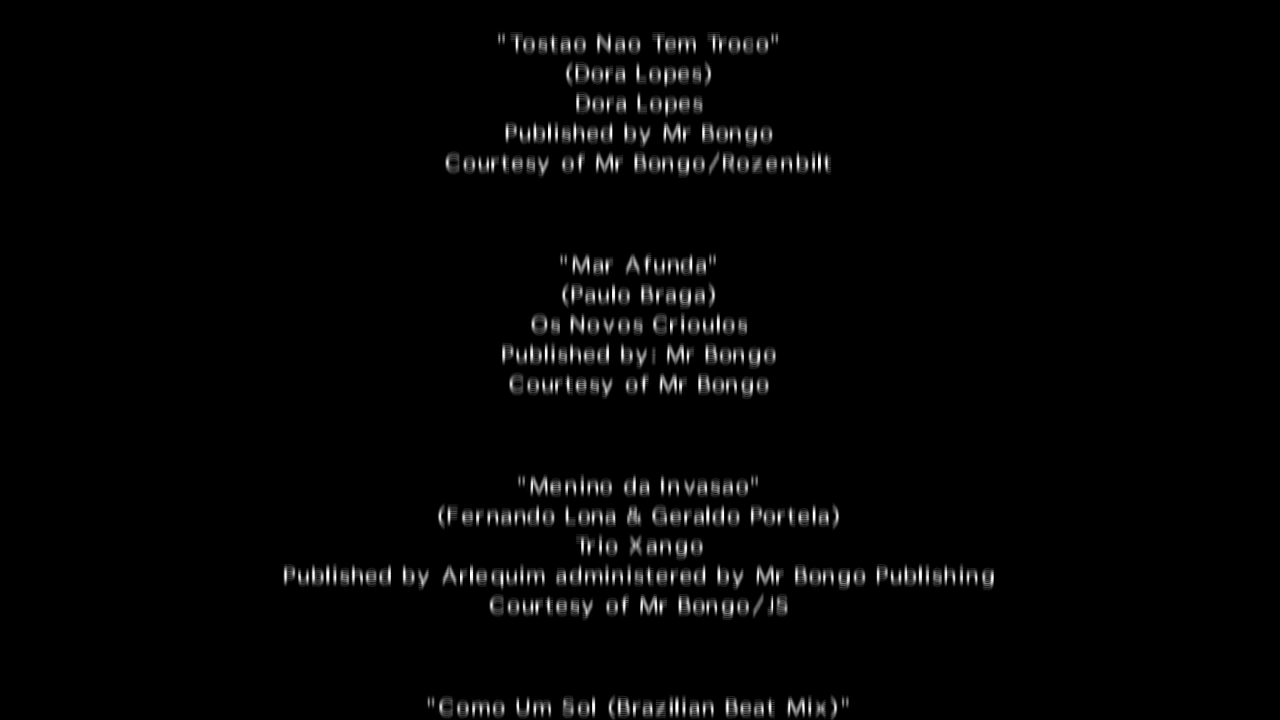 "Tostao Nao Tem Troco"
(Dora Lopes)
Dora Lopes
Published by Mr Bongo
Courtesy of Mr Bongo/Rozenbilt
"Mar Afunda"
(Paulo Braga)
Os Novos Crioulos
Published by: Mr Bongo
Courtesy of Mr Bongo
"Menino da Invasao"
(Fernando Lona & Geraldo Portela)
Trio Xango
Published by Arlequim administered by Mr Bongo Publishing
Courtesy of Mr Bongo/JS
"Como Um Sol (Brazilian Beat Mix)"